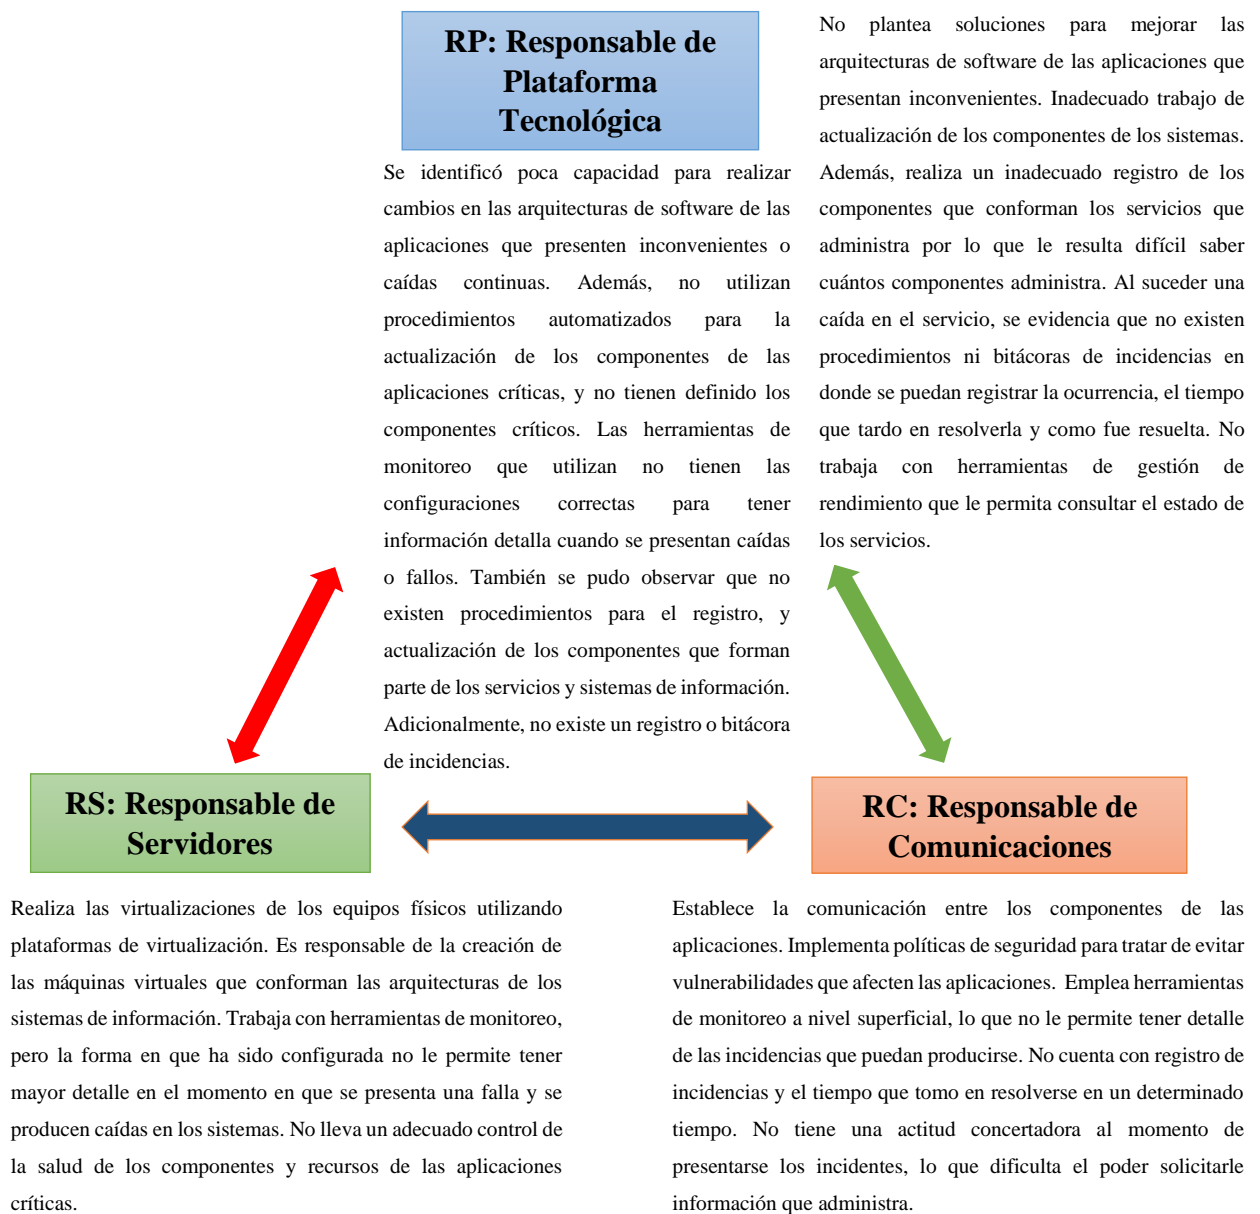 RP: Responsable de
Plataforma
Tecnológica
Se identificó poca capacidad para realizar
cambios en las arquitecturas de software de las
aplicaciones que presenten inconvenientes o
caídas continuas. Además, no utilizan
procedimientos automatizados para la
actualización de los componentes de las
aplicaciones críticas, y no tienen definido los
componentes críticos. Las herramientas de
monitoreo que utilizan no tienen las
configuraciones correctas para tener
información detalla cuando se presentan caídas
o fallos. También se pudo observar que no
existen procedimientos para el registro, y
actualización de los componentes que forman
parte de los servicios y sistemas de información.
Adicionalmente, no existe un registro o bitácora
de incidencias.
No plantea soluciones para mejorar las
arquitecturas de software de las aplicaciones que
presentan inconvenientes. Inadecuado trabajo de
actualización de los componentes de los sistemas.
Además, realiza un inadecuado registro de los
componentes que conforman los servicios que
administra por lo que le resulta difícil saber
cuántos componentes administra. Al suceder una
caída en el servicio, se evidencia que no existen
procedimientos ni bitácoras de incidencias en
donde se puedan registrar la ocurrencia, el tiempo
que tardo en resolverla y como fue resuelta. No
trabaja con herramientas de gestión de
rendimiento que le permita consultar el estado de
los servicios.
RS: Responsable de
Servidores
Realiza las virtualizaciones de los equipos físicos utilizando
plataformas de virtualización. Es responsable de la creación de
las máquinas virtuales que conforman las arquitecturas de los
sistemas de información. Trabaja con herramientas de monitoreo,
pero la forma en que ha sido configurada no le permite tener
mayor detalle en el momento en que se presenta una falla y se
producen caídas en los sistemas. No lleva un adecuado control de
la salud de los componentes y recursos de las aplicaciones
críticas.
RC: Responsable de
Comunicaciones
Establece la comunicación entre los componentes de las
aplicaciones. Implementa políticas de seguridad para tratar de evitar
vulnerabilidades que afecten las aplicaciones. Emplea herramientas
de monitoreo a nivel superficial, lo que no le permite tener detalle
de las incidencias que puedan producirse. No cuenta con registro de
incidencias y el tiempo que tomo en resolverse en un determinado
tiempo. No tiene una actitud concertadora al momento de
presentarse los incidentes, lo que dificulta el poder solicitarle
información que administra.